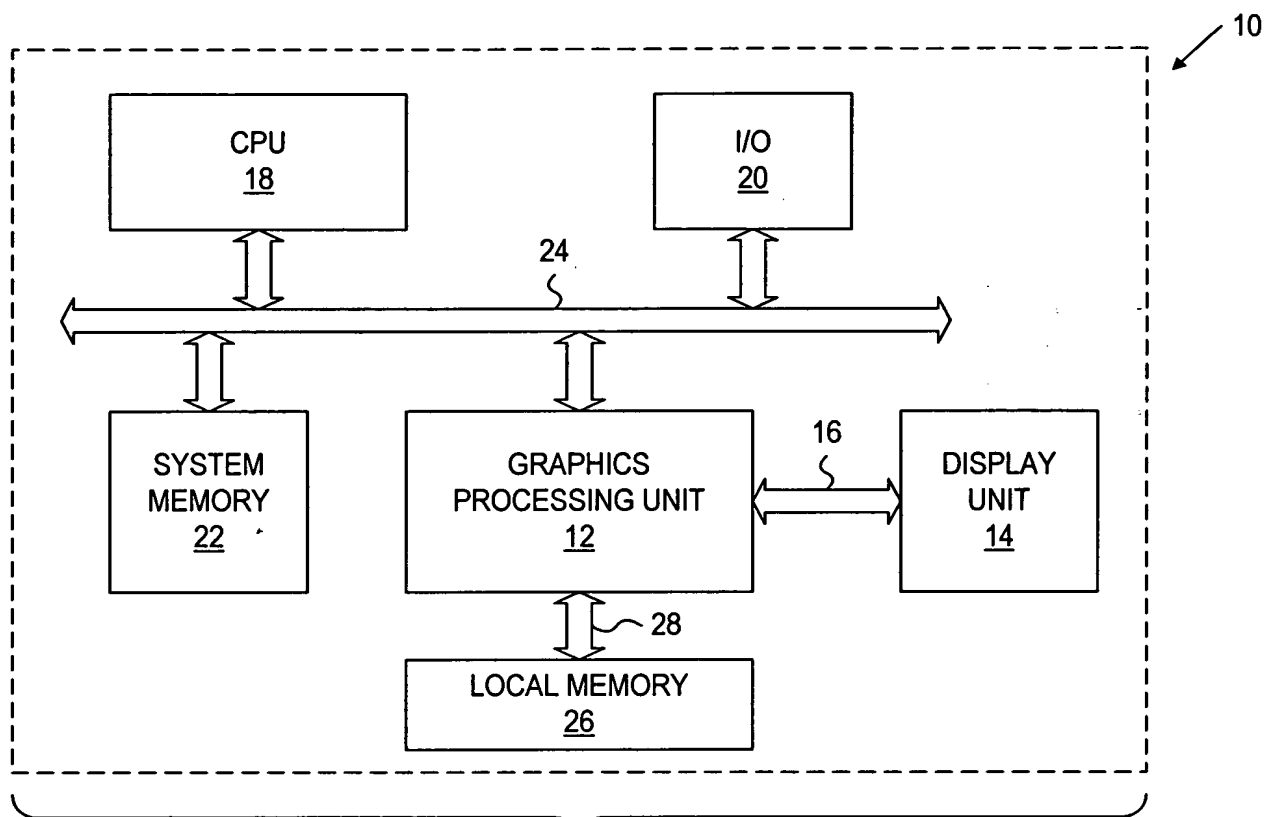 10
CPU
18
I/O
20
24
SYSTEM
MEMORY
22
GRAPHICS
PROCESSING UNIT
12
16
DISPLAY
UNIT
14
28
LOCAL MEMORY
26